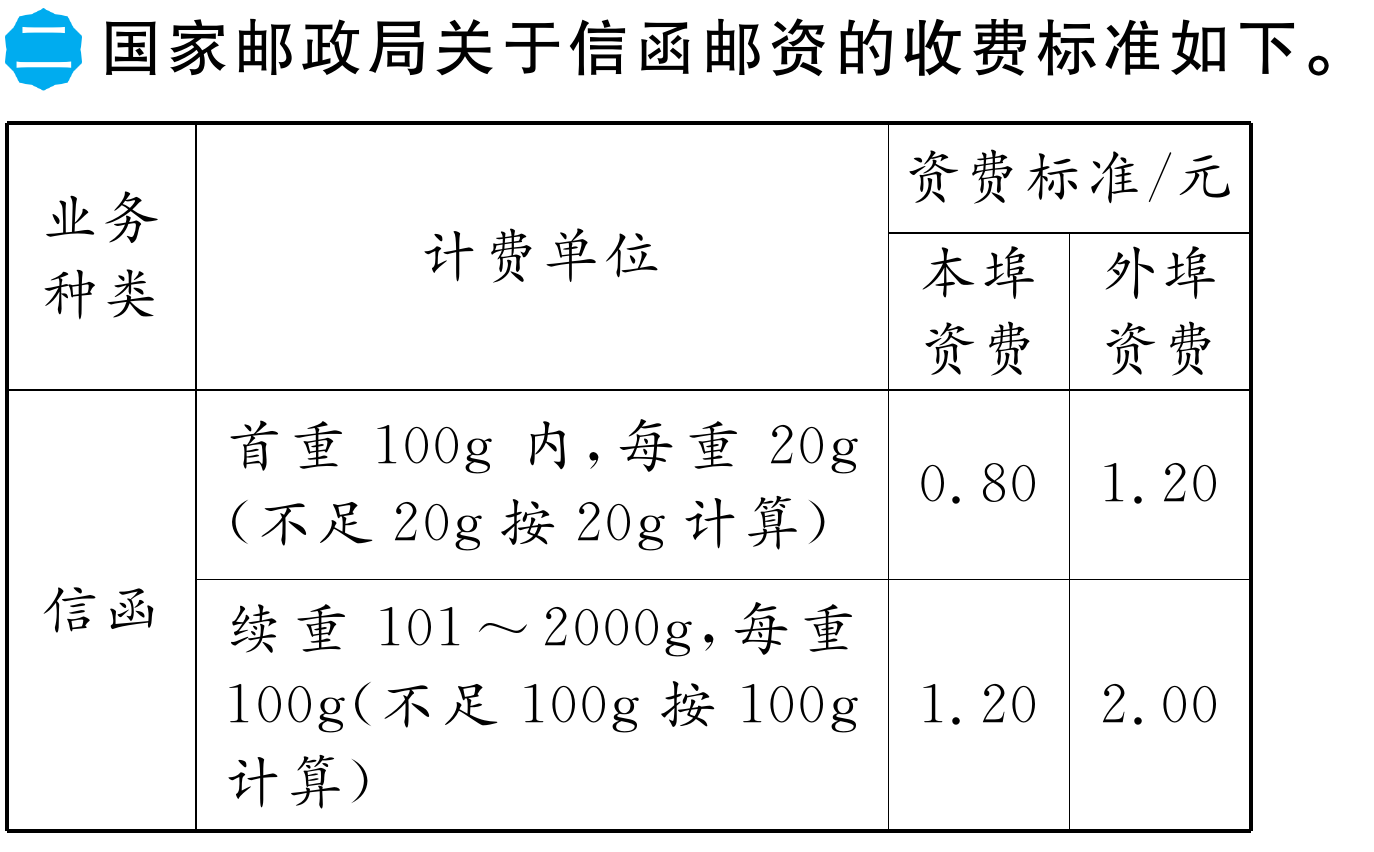 二 国家邮政局关于信函邮资的收费标准如下。
业务
种类
计费单位
资费标准/元
本埠
资费
外埠
资费
信函
首重 100g 内,每重 20g
(不足 20g 按 20g 计算)
0.80
1.20
续重 101～2000g,每重
100g(不足 100g 按 100g
计算)
1.20
2.00